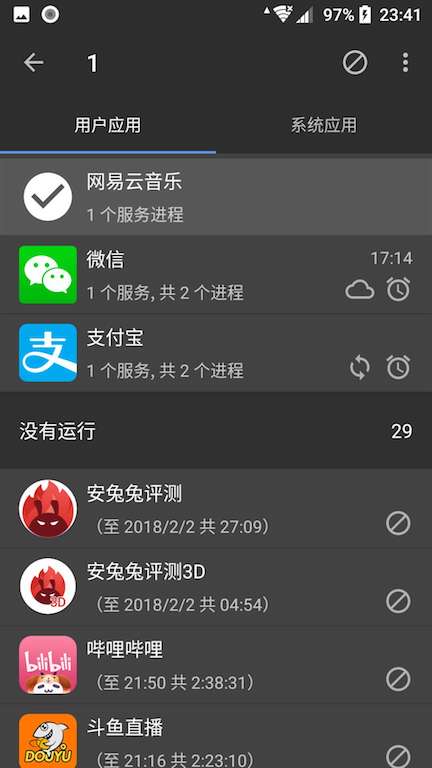 97% 23:41
1
用户应用 系统应用
网易云音乐
1 个服务进程
微信 17:14
1 个服务, 共 2 个进程
支
支付宝
1 个服务, 共 2 个进程
没有运行 29
安兔兔评测
（至 2018/2/2 共 27:09）
安兔兔评测3D
3D
（至 2018/2/2 共 04:54）
哔哩哔哩
bilibili
（至 21:50 共 2:38:31）
斗鱼直播
DOUYU
（至 21:16 共 2:23:10）